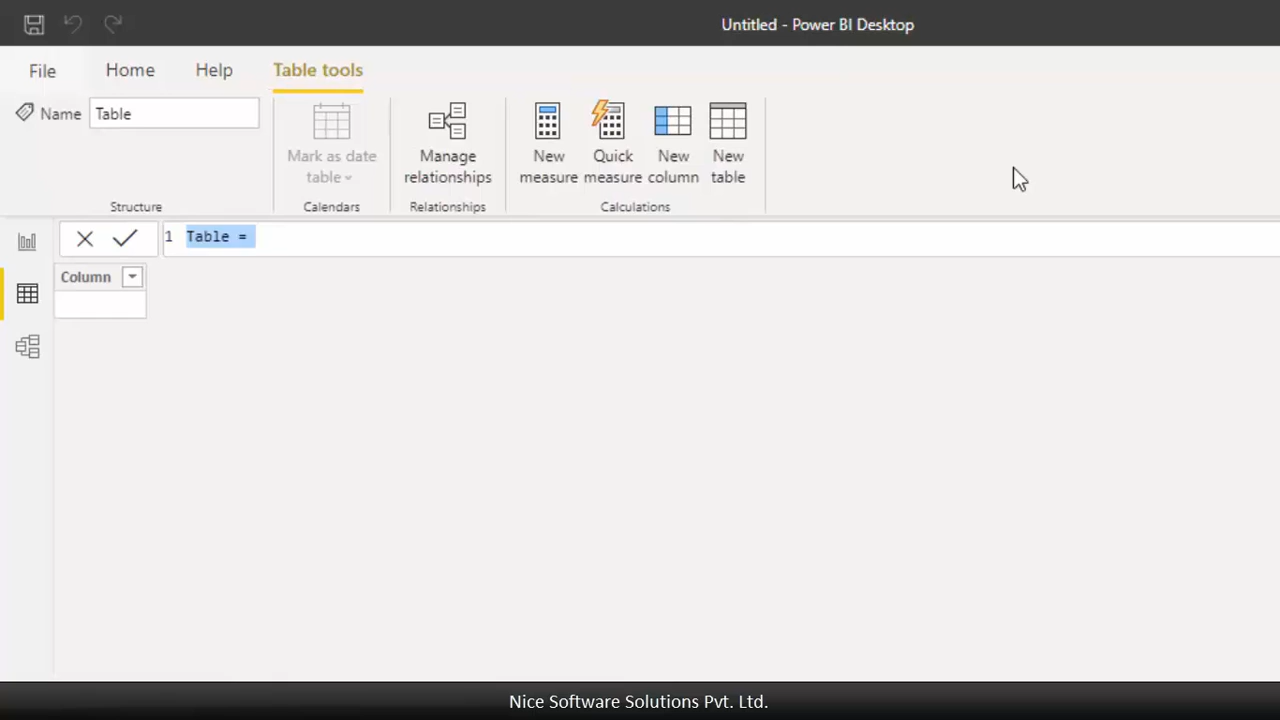 Untitled - Power BI Desktop
File Home Help Table tools
Name Table
Mark as date table
Manage relationships
New measure
Quick measure
New column
New table
Structure Calendars Relationships Calculations
1 Table =
Column
Nice Software Solutions Pvt. Ltd.